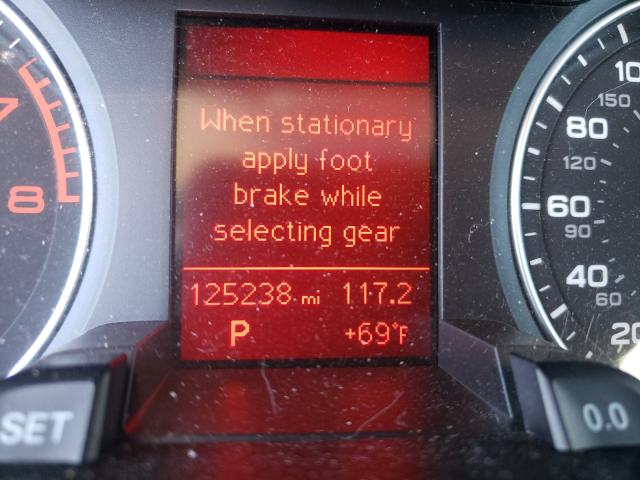 When stationary
apply foot
brake while
selecting gear
125238 mi 117.2
P +69°F
7
8
SET
100
150
80
120
60
90
40
60
20
0.0